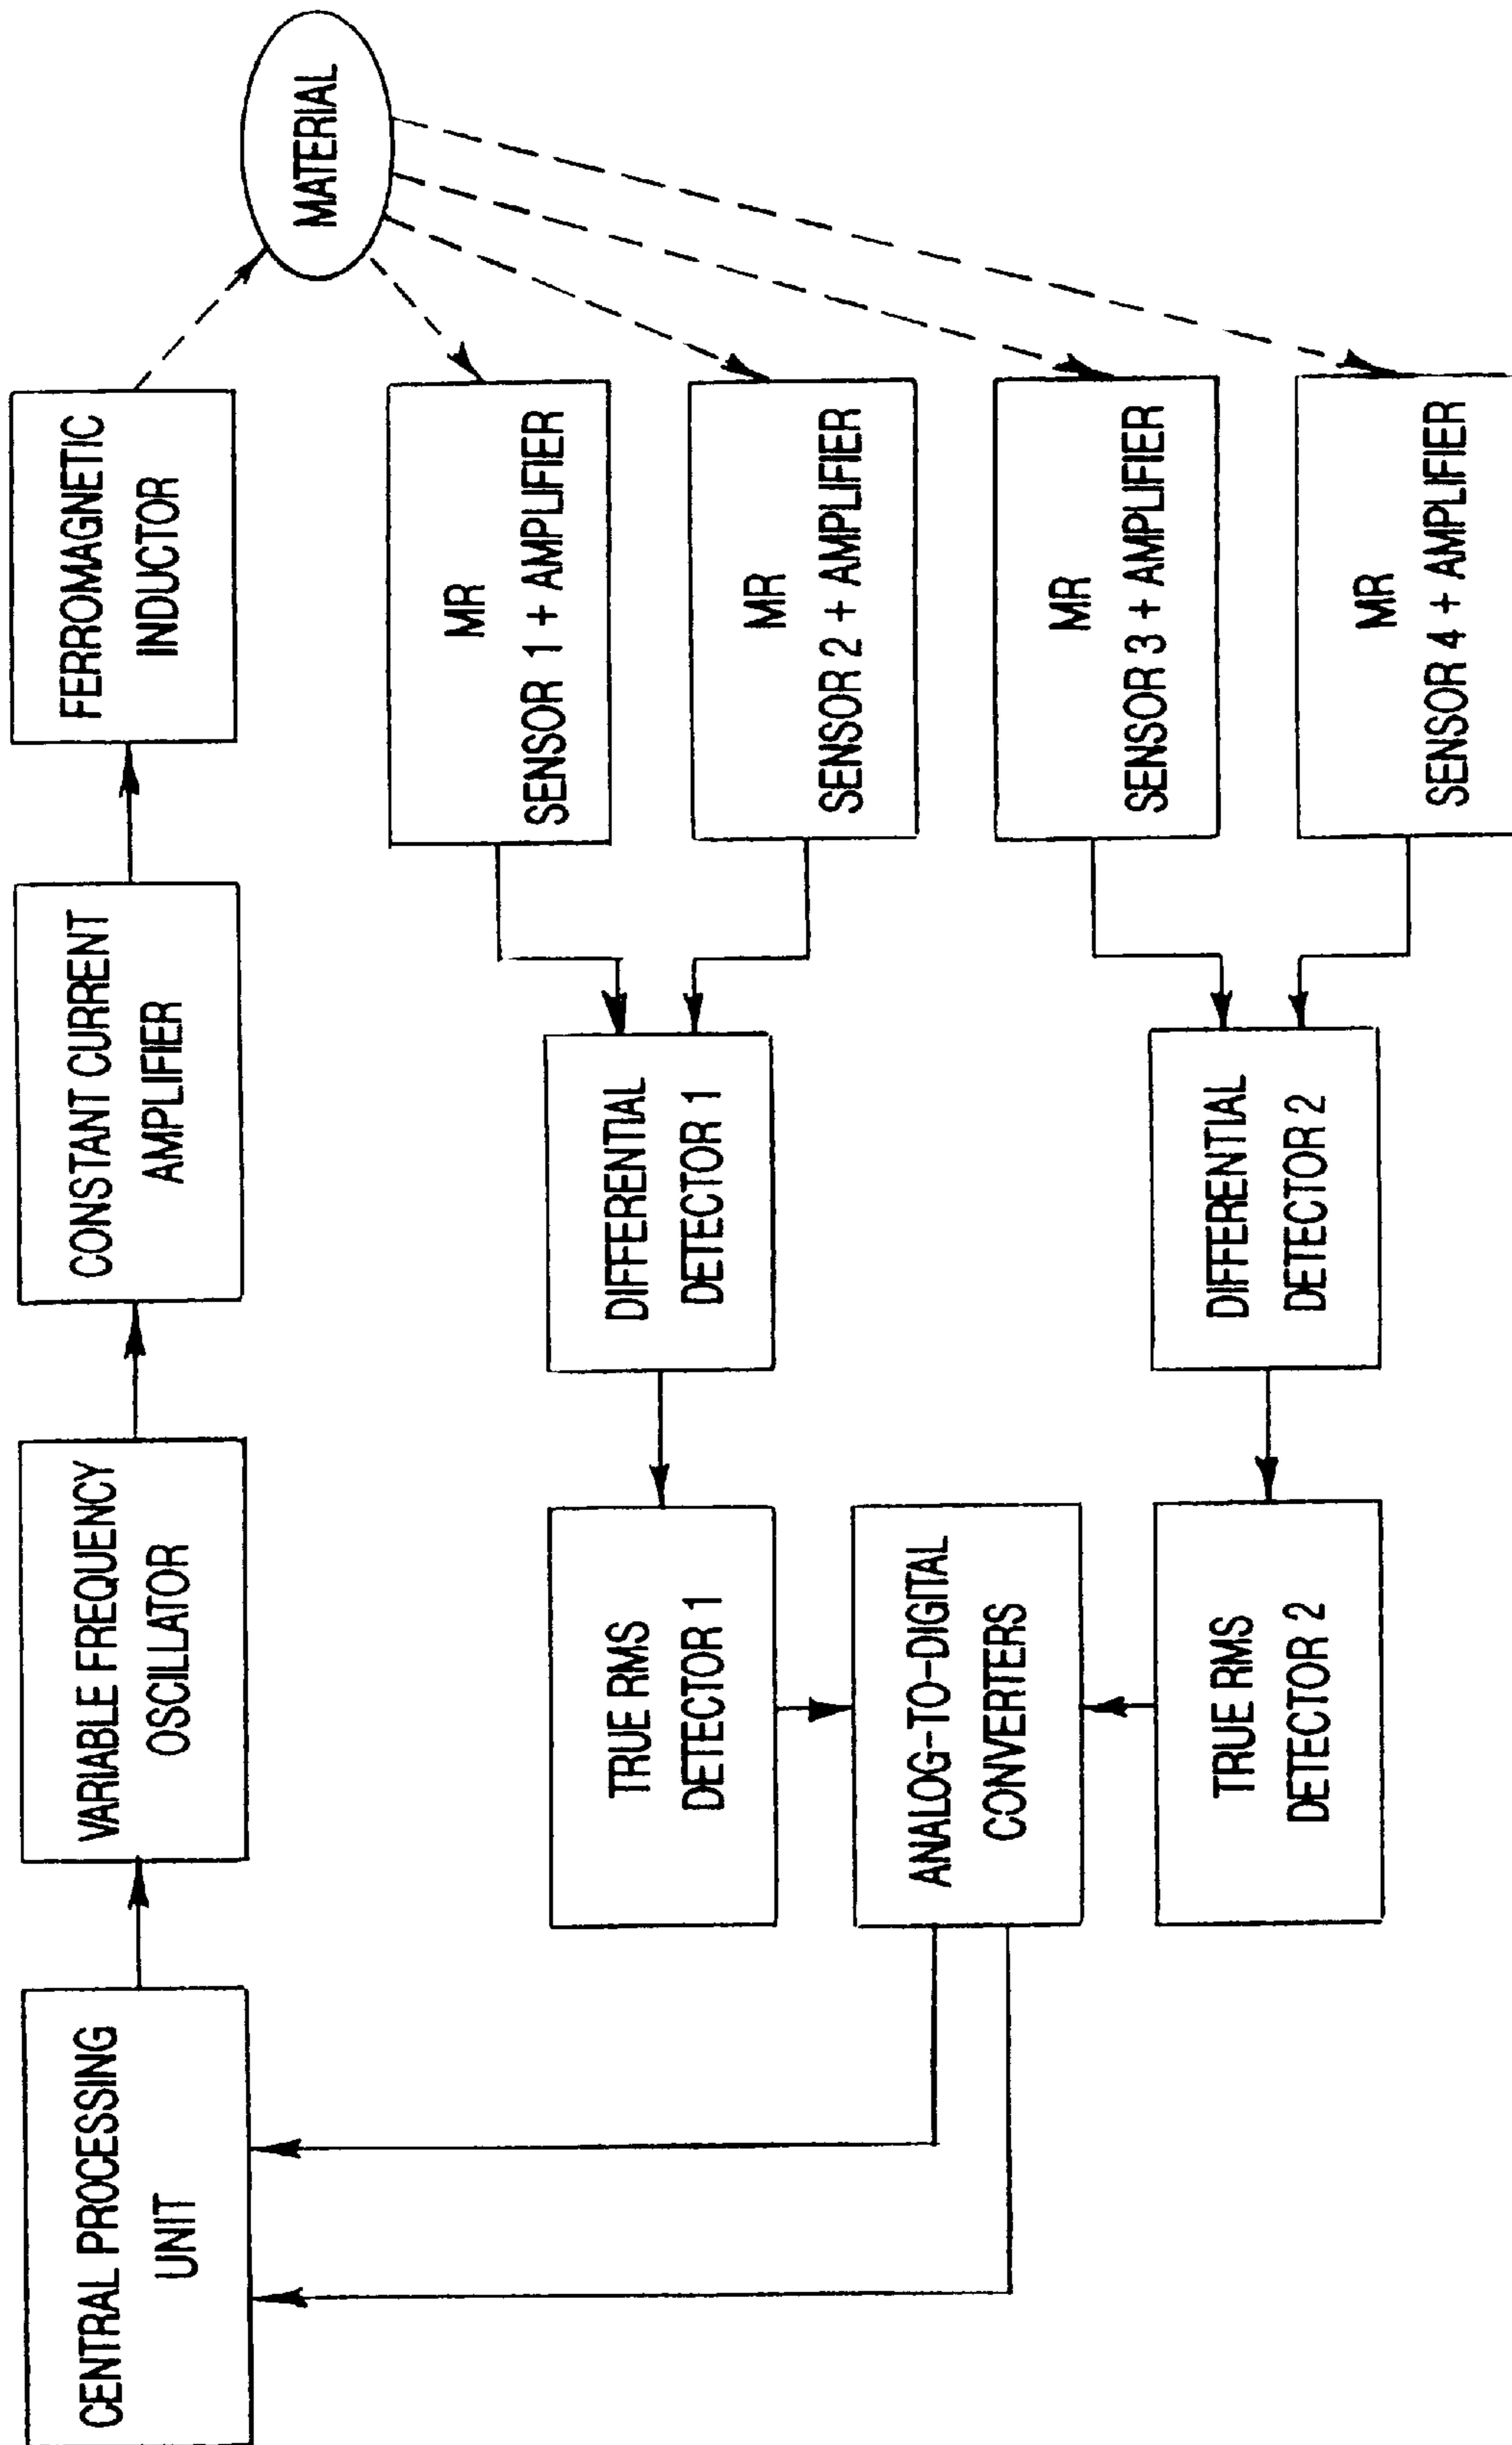 CENTRAL PROCESSING
UNIT
VARIABLE FREQUENCY
OSCILLATOR
CONSTANT CURRENT
AMPLIFIER
FERROMAGNETIC
INDUCTOR
MATERIAL
MR
SENSOR 1 + AMPLIFIER
MR
SENSOR 2 + AMPLIFIER
MR
SENSOR 3 + AMPLIFIER
MR
SENSOR 4 + AMPLIFIER
DIFFERENTIAL
DETECTOR 1
DIFFERENTIAL
DETECTOR 2
TRUE RMS
DETECTOR 1
ANALOG-TO-DIGITAL
CONVERTERS
TRUE RMS
DETECTOR 2